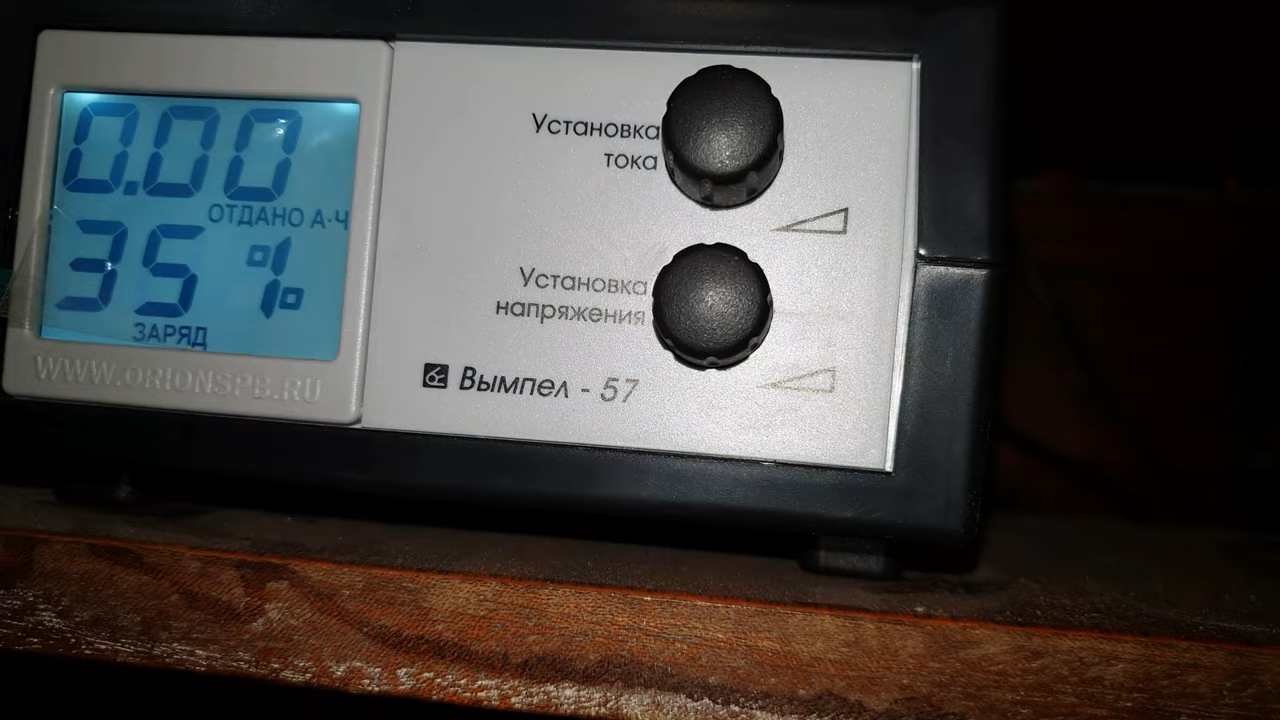 0.00
ОТДАНО А·Ч
35 %
ЗАРЯД
WWW.ORIONSPB.RU
Установка
тока
Установка
напряжения
Вымпел - 57